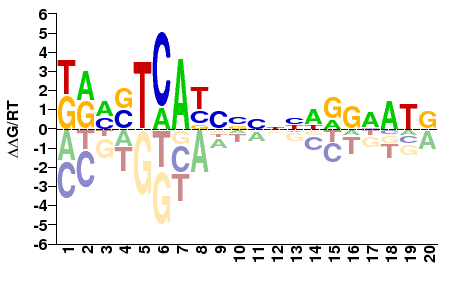 6
5
4
3
2
1
0
-1
-2
-3
-4
-5
-6
ΔΔG/RT
T G A C
A G T C
A C G
G C T
T G
C A T G
A G C T
T C G A
C A
C T
C A

C T G
A T C
G A C
G A C T
A T G
A T G
T C G
G A
1 2 3 4 5 6 7 8 9 10 11 12 13 14 15 16 17 18 19 20